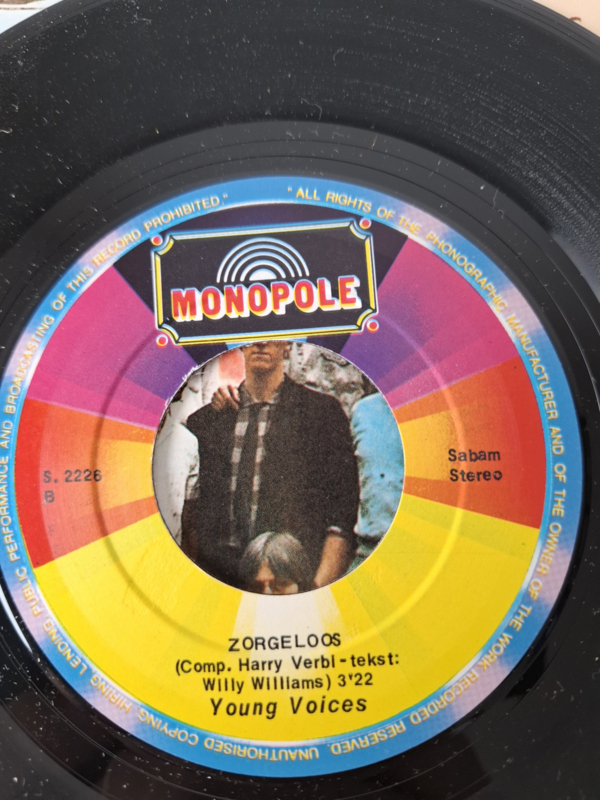 "ALL RIGHTS OF THE PHONOGRAPHIC MANUFACTURER AND OF THE OWNER OF THE WORK RECORDED RESERVED. UNAUTHORISED COPYING, HIRING LENDING, PUBLIC PERFORMANCE AND BROADCASTING OF THIS RECORD PROHIBITED"
MONOPOLE
S. 2226
B
Sabam
Stereo
ZORGELOOS
(Comp. Harry Verbi-tekst:
Willy Williams) 3'22
Young Voices